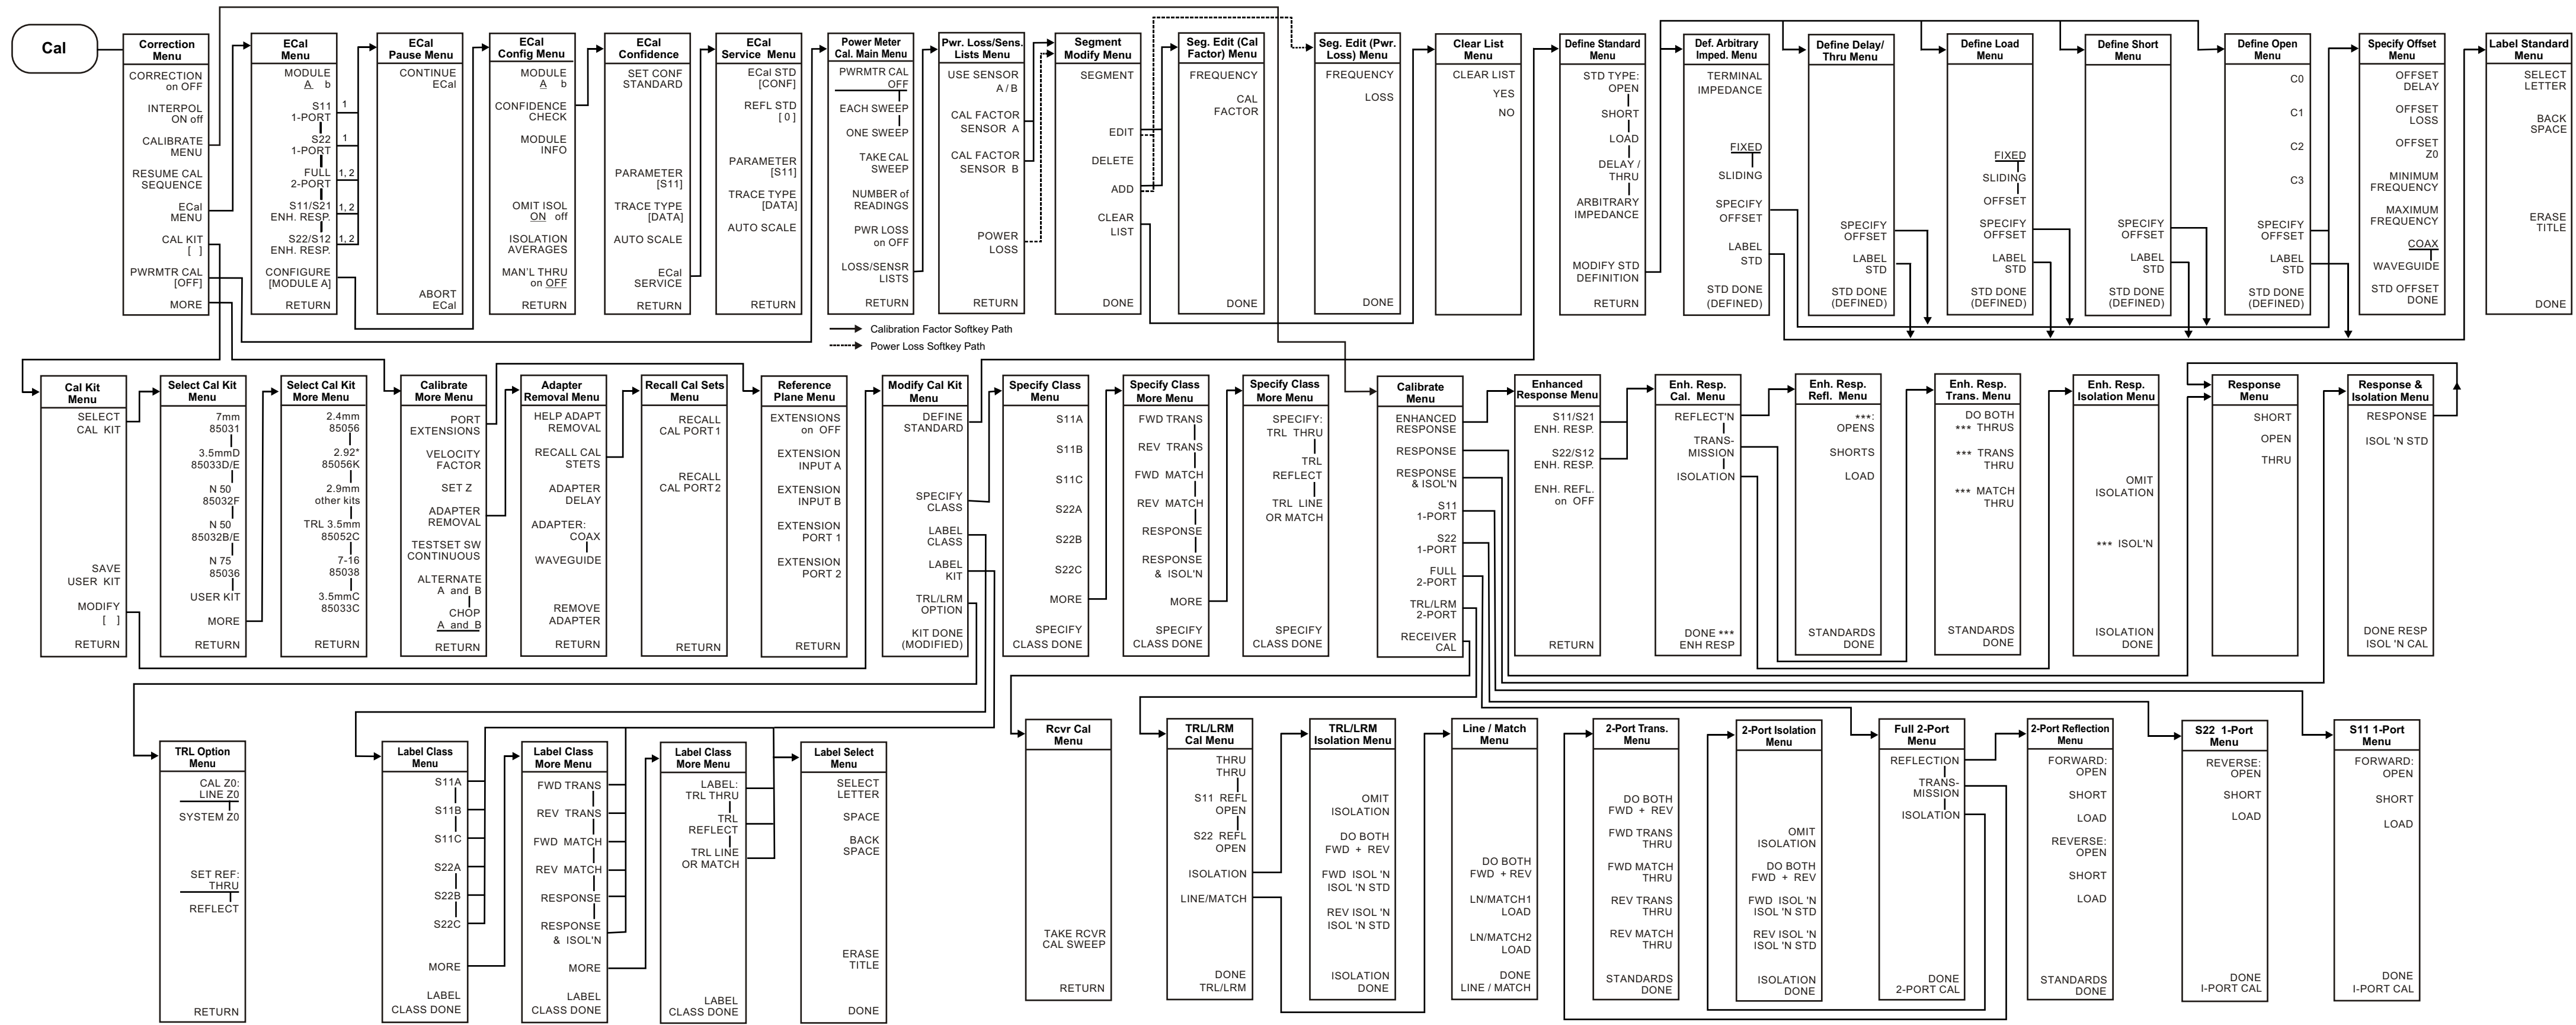 Cal
Correction
Menu
CORRECTION
on OFF
INTERPOL
ON off
CALIBRATE
MENU
RESUME CAL
SEQUENCE
ECal
MENU
CAL KIT
[ ]
PWRMTR CAL
[OFF]
MORE
ECal
Menu
MODULE
A b
S11
1-PORT
1
S22
1-PORT
1
FULL
2-PORT
1, 2
S11/S21
ENH. RESP.
1, 2
S22/S12
ENH. RESP.
1, 2
CONFIGURE
[MODULE A]
RETURN
ECal
Pause Menu
CONTINUE
ECal
ABORT
ECal
ECal
Config Menu
MODULE
A b
CONFIDENCE
CHECK
MODULE
INFO
OMIT ISOL
ON off
ISOLATION
AVERAGES
MAN'L THRU
on OFF
RETURN
ECal
Confidence
SET CONF
STANDARD
PARAMETER
[S11]
TRACE TYPE
[DATA]
AUTO SCALE
ECal
SERVICE
RETURN
ECal
Service Menu
ECal STD
[CONF]
REFL STD
[ 0 ]
PARAMETER
[S11]
TRACE TYPE
[DATA]
AUTO SCALE
RETURN
Power Meter
Cal. Main Menu
PWRMTR CAL
OFF
EACH SWEEP
ONE SWEEP
TAKE CAL
SWEEP
NUMBER of
READINGS
PWR LOSS
on OFF
LOSS/SENSR
LISTS
RETURN
Pwr. Loss/Sens.
Lists Menu
USE SENSOR
A / B
CAL FACTOR
SENSOR A
CAL FACTOR
SENSOR B
POWER
LOSS
RETURN
Segment
Modify Menu
SEGMENT
EDIT
DELETE
ADD
CLEAR
LIST
DONE
Seg. Edit (Cal
Factor) Menu
FREQUENCY
CAL
FACTOR
DONE
Seg. Edit (Pwr.
Loss) Menu
FREQUENCY
LOSS
DONE
Clear List
Menu
CLEAR LIST
YES
NO
Define Standard
Menu
STD TYPE:
OPEN
SHORT
LOAD
DELAY /
THRU
ARBITRARY
IMPEDANCE
MODIFY STD
DEFINITION
RETURN
Def. Arbitrary
Imped. Menu
TERMINAL
IMPEDANCE
FIXED
SLIDING
SPECIFY
OFFSET
LABEL
STD
STD DONE
(DEFINED)
Define Delay/
Thru Menu
SPECIFY
OFFSET
LABEL
STD
STD DONE
(DEFINED)
Define Load
Menu
FIXED
SLIDING
OFFSET
SPECIFY
OFFSET
LABEL
STD
STD DONE
(DEFINED)
Define Short
Menu
SPECIFY
OFFSET
LABEL
STD
STD DONE
(DEFINED)
Define Open
Menu
C0
C1
C2
C3
SPECIFY
OFFSET
LABEL
STD
STD DONE
(DEFINED)
Specify Offset
Menu
OFFSET
DELAY
OFFSET
LOSS
OFFSET
Z0
MINIMUM
FREQUENCY
MAXIMUM
FREQUENCY
COAX
WAVEGUIDE
STD OFFSET
DONE
Label Standard
Menu
SELECT
LETTER
BACK
SPACE
ERASE
TITLE
DONE
Calibration Factor Softkey Path
Power Loss Softkey Path
Cal Kit
Menu
SELECT
CAL KIT
SAVE
USER KIT
MODIFY
[ ]
RETURN
Select Cal Kit
Menu
7mm
85031
3.5mmD
85033D/E
N 50
85032F
N 50
85032B/E
N 75
85036
USER KIT
MORE
RETURN
Select Cal Kit
More Menu
2.4mm
85056
2.92*
85056K
2.9mm
other kits
TRL 3.5mm
85052C
7-16
85038
3.5mmC
85033C
RETURN
Calibrate
More Menu
PORT
EXTENSIONS
VELOCITY
FACTOR
SET Z
ADAPTER
REMOVAL
TESTSET SW
CONTINUOUS
ALTERNATE
A and B
CHOP
A and B
RETURN
Adapter
Removal Menu
HELP ADAPT
REMOVAL
RECALL CAL
STETS
ADAPTER
DELAY
ADAPTER:
COAX
WAVEGUIDE
REMOVE
ADAPTER
RETURN
Recall Cal Sets
Menu
RECALL
CAL PORT1
RECALL
CAL PORT2
RETURN
Reference
Plane Menu
EXTENSIONS
on OFF
EXTENSION
INPUT A
EXTENSION
INPUT B
EXTENSION
PORT 1
EXTENSION
PORT 2
RETURN
Modify Cal Kit
Menu
DEFINE
STANDARD
SPECIFY
CLASS
LABEL
CLASS
LABEL
KIT
TRL/LRM
OPTION
KIT DONE
(MODIFIED)
Specify Class
Menu
S11A
S11B
S11C
S22A
S22B
S22C
MORE
SPECIFY
CLASS DONE
Specify Class
More Menu
FWD TRANS
REV TRANS
FWD MATCH
REV MATCH
RESPONSE
RESPONSE
& ISOL'N
MORE
SPECIFY
CLASS DONE
Specify Class
More Menu
SPECIFY:
TRL THRU
TRL
REFLECT
TRL LINE
OR MATCH
SPECIFY
CLASS DONE
Calibrate
Menu
ENHANCED
RESPONSE
RESPONSE
RESPONSE
& ISOL'N
S11
1-PORT
S22
1-PORT
FULL
2-PORT
TRL/LRM
2-PORT
RECEIVER
CAL
Enhanced
Response Menu
S11/S21
ENH. RESP.
S22/S12
ENH. RESP.
ENH. REFL.
on OFF
RETURN
Enh. Resp.
Cal. Menu
REFLECT'N
TRANS-
MISSION
ISOLATION
DONE ***
ENH RESP
Enh. Resp.
Refl. Menu
***:
OPENS
SHORTS
LOAD
STANDARDS
DONE
Enh. Resp.
Trans. Menu
DO BOTH
*** THRUS
*** TRANS
THRU
*** MATCH
THRU
STANDARDS
DONE
Enh. Resp.
Isolation Menu
OMIT
ISOLATION
*** ISOL'N
ISOLATION
DONE
Response
Menu
SHORT
OPEN
THRU
Response &
Isolation Menu
RESPONSE
ISOL 'N STD
DONE RESP
ISOL 'N CAL
TRL Option
Menu
CAL Z0:
LINE Z0
SYSTEM Z0
SET REF:
THRU
REFLECT
RETURN
Label Class
Menu
S11A
S11B
S11C
S22A
S22B
S22C
MORE
LABEL
CLASS DONE
Label Class
More Menu
FWD TRANS
REV TRANS
FWD MATCH
REV MATCH
RESPONSE
RESPONSE
& ISOL'N
MORE
LABEL
CLASS DONE
Label Class
More Menu
LABEL:
TRL THRU
TRL
REFLECT
TRL LINE
OR MATCH
LABEL
CLASS DONE
Label Select
Menu
SELECT
LETTER
SPACE
BACK
SPACE
ERASE
TITLE
DONE
Rcvr Cal
Menu
TAKE RCVR
CAL SWEEP
RETURN
TRL/LRM
Cal Menu
THRU
THRU
S11 REFL
OPEN
S22 REFL
OPEN
ISOLATION
LINE/MATCH
DONE
TRL/LRM
TRL/LRM
Isolation Menu
OMIT
ISOLATION
DO BOTH
FWD + REV
FWD ISOL 'N
ISOL 'N STD
REV ISOL 'N
ISOL 'N STD
ISOLATION
DONE
Line / Match
Menu
DO BOTH
FWD + REV
LN/MATCH1
LOAD
LN/MATCH2
LOAD
DONE
LINE / MATCH
2-Port Trans.
Menu
DO BOTH
FWD + REV
FWD TRANS
THRU
FWD MATCH
THRU
REV TRANS
THRU
REV MATCH
THRU
STANDARDS
DONE
2-Port Isolation
Menu
OMIT
ISOLATION
DO BOTH
FWD + REV
FWD ISOL 'N
ISOL 'N STD
REV ISOL 'N
ISOL 'N STD
ISOLATION
DONE
Full 2-Port
Menu
REFLECTION
TRANS-
MISSION
ISOLATION
DONE
2-PORT CAL
2-Port Reflection
Menu
FORWARD:
OPEN
SHORT
LOAD
REVERSE:
OPEN
SHORT
LOAD
STANDARDS
DONE
S22 1-Port
Menu
REVERSE:
OPEN
SHORT
LOAD
DONE
I-PORT CAL
S11 1-Port
Menu
FORWARD:
OPEN
SHORT
LOAD
DONE
I-PORT CAL